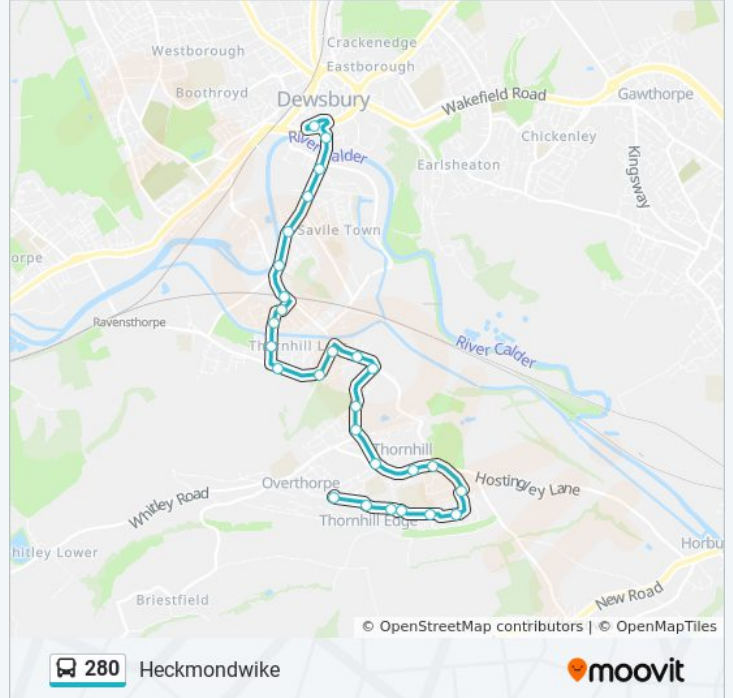 Westborough
Crackenedge
Eastborough
Boothroyd
Dewsbury
Wakefield Road
Gawthorpe
Chickenley
River Calder
Earlsheaton
Kingsway
Savile Town
orpe
Ravensthorpe
River Calder
Thornhill L
Thornhill
Overthorpe
Hostingley Lane
Whitley Road
Thornhill Edge
hitley Lower
Horbu
Briestfield
New Road
© OpenStreetMap contributors | © OpenMapTiles
280 Heckmondwike
moovit